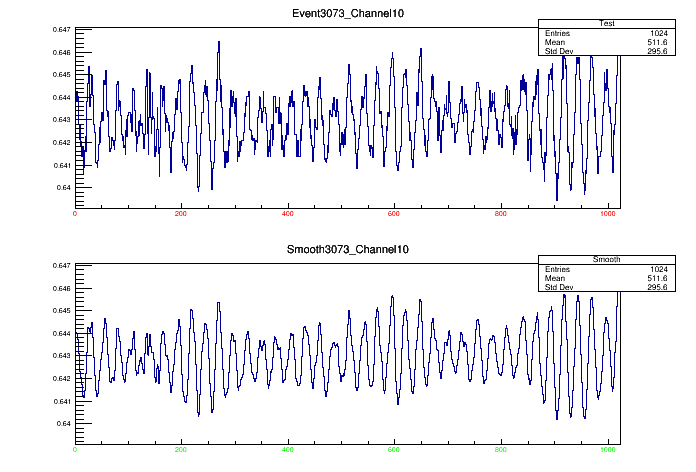 Event3073_Channel10
Test
Entries 1024
Mean 511.6
Std Dev 295.6
0.647
0.646
0.645
0.644
0.643
0.642
0.641
0.64
0 200 400 600 800 1000
Smooth3073_Channel10
Smooth
Entries 1024
Mean 511.6
Std Dev 295.6
0.647
0.646
0.645
0.644
0.643
0.642
0.641
0.64
0 200 400 600 800 1000